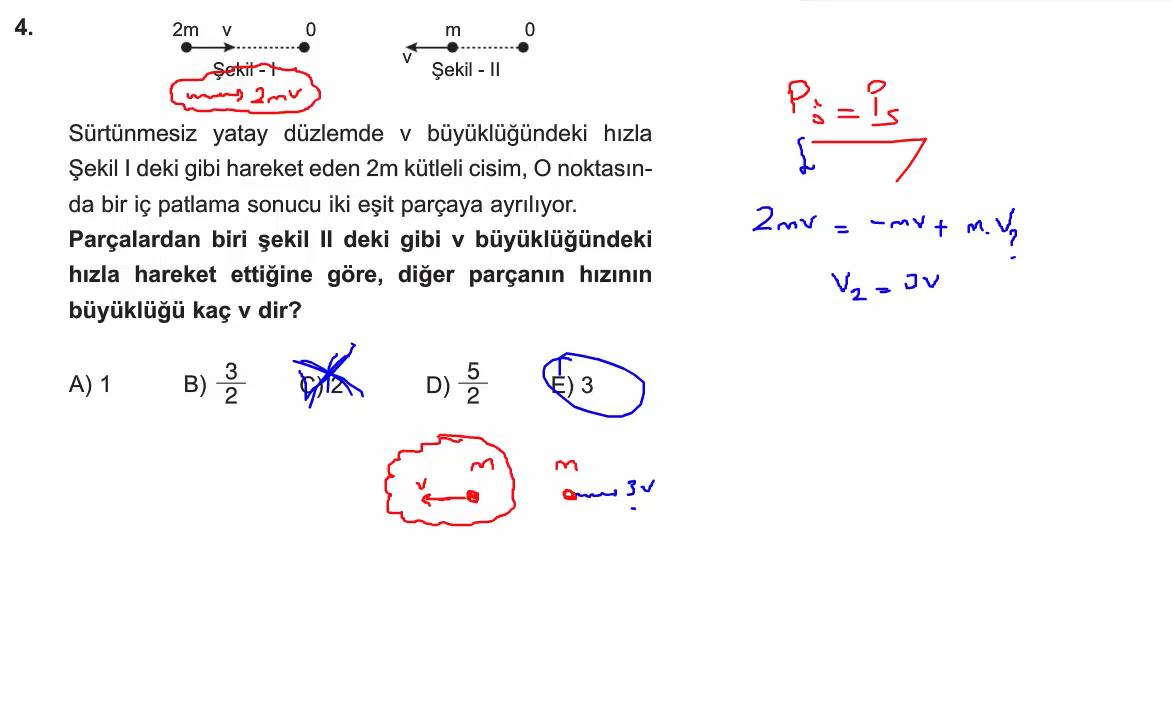 4.
2m v 0 m 0
v
Şekil - I Şekil - II
2mv
Sürtünmesiz yatay düzlemde v büyüklüğündeki hızla
Şekil I deki gibi hareket eden 2m kütleli cisim, O noktasın-
da bir iç patlama sonucu iki eşit parçaya ayrılıyor.
Parçalardan biri şekil II deki gibi v büyüklüğündeki
hızla hareket ettiğine göre, diğer parçanın hızının
büyüklüğü kaç v dir?
A) 1 B) 3/2 C) 2 D) 5/2 E) 3
Pi = Ps
2mv = -mv + m.V?
V2 = 3v
m m
v 3v
?